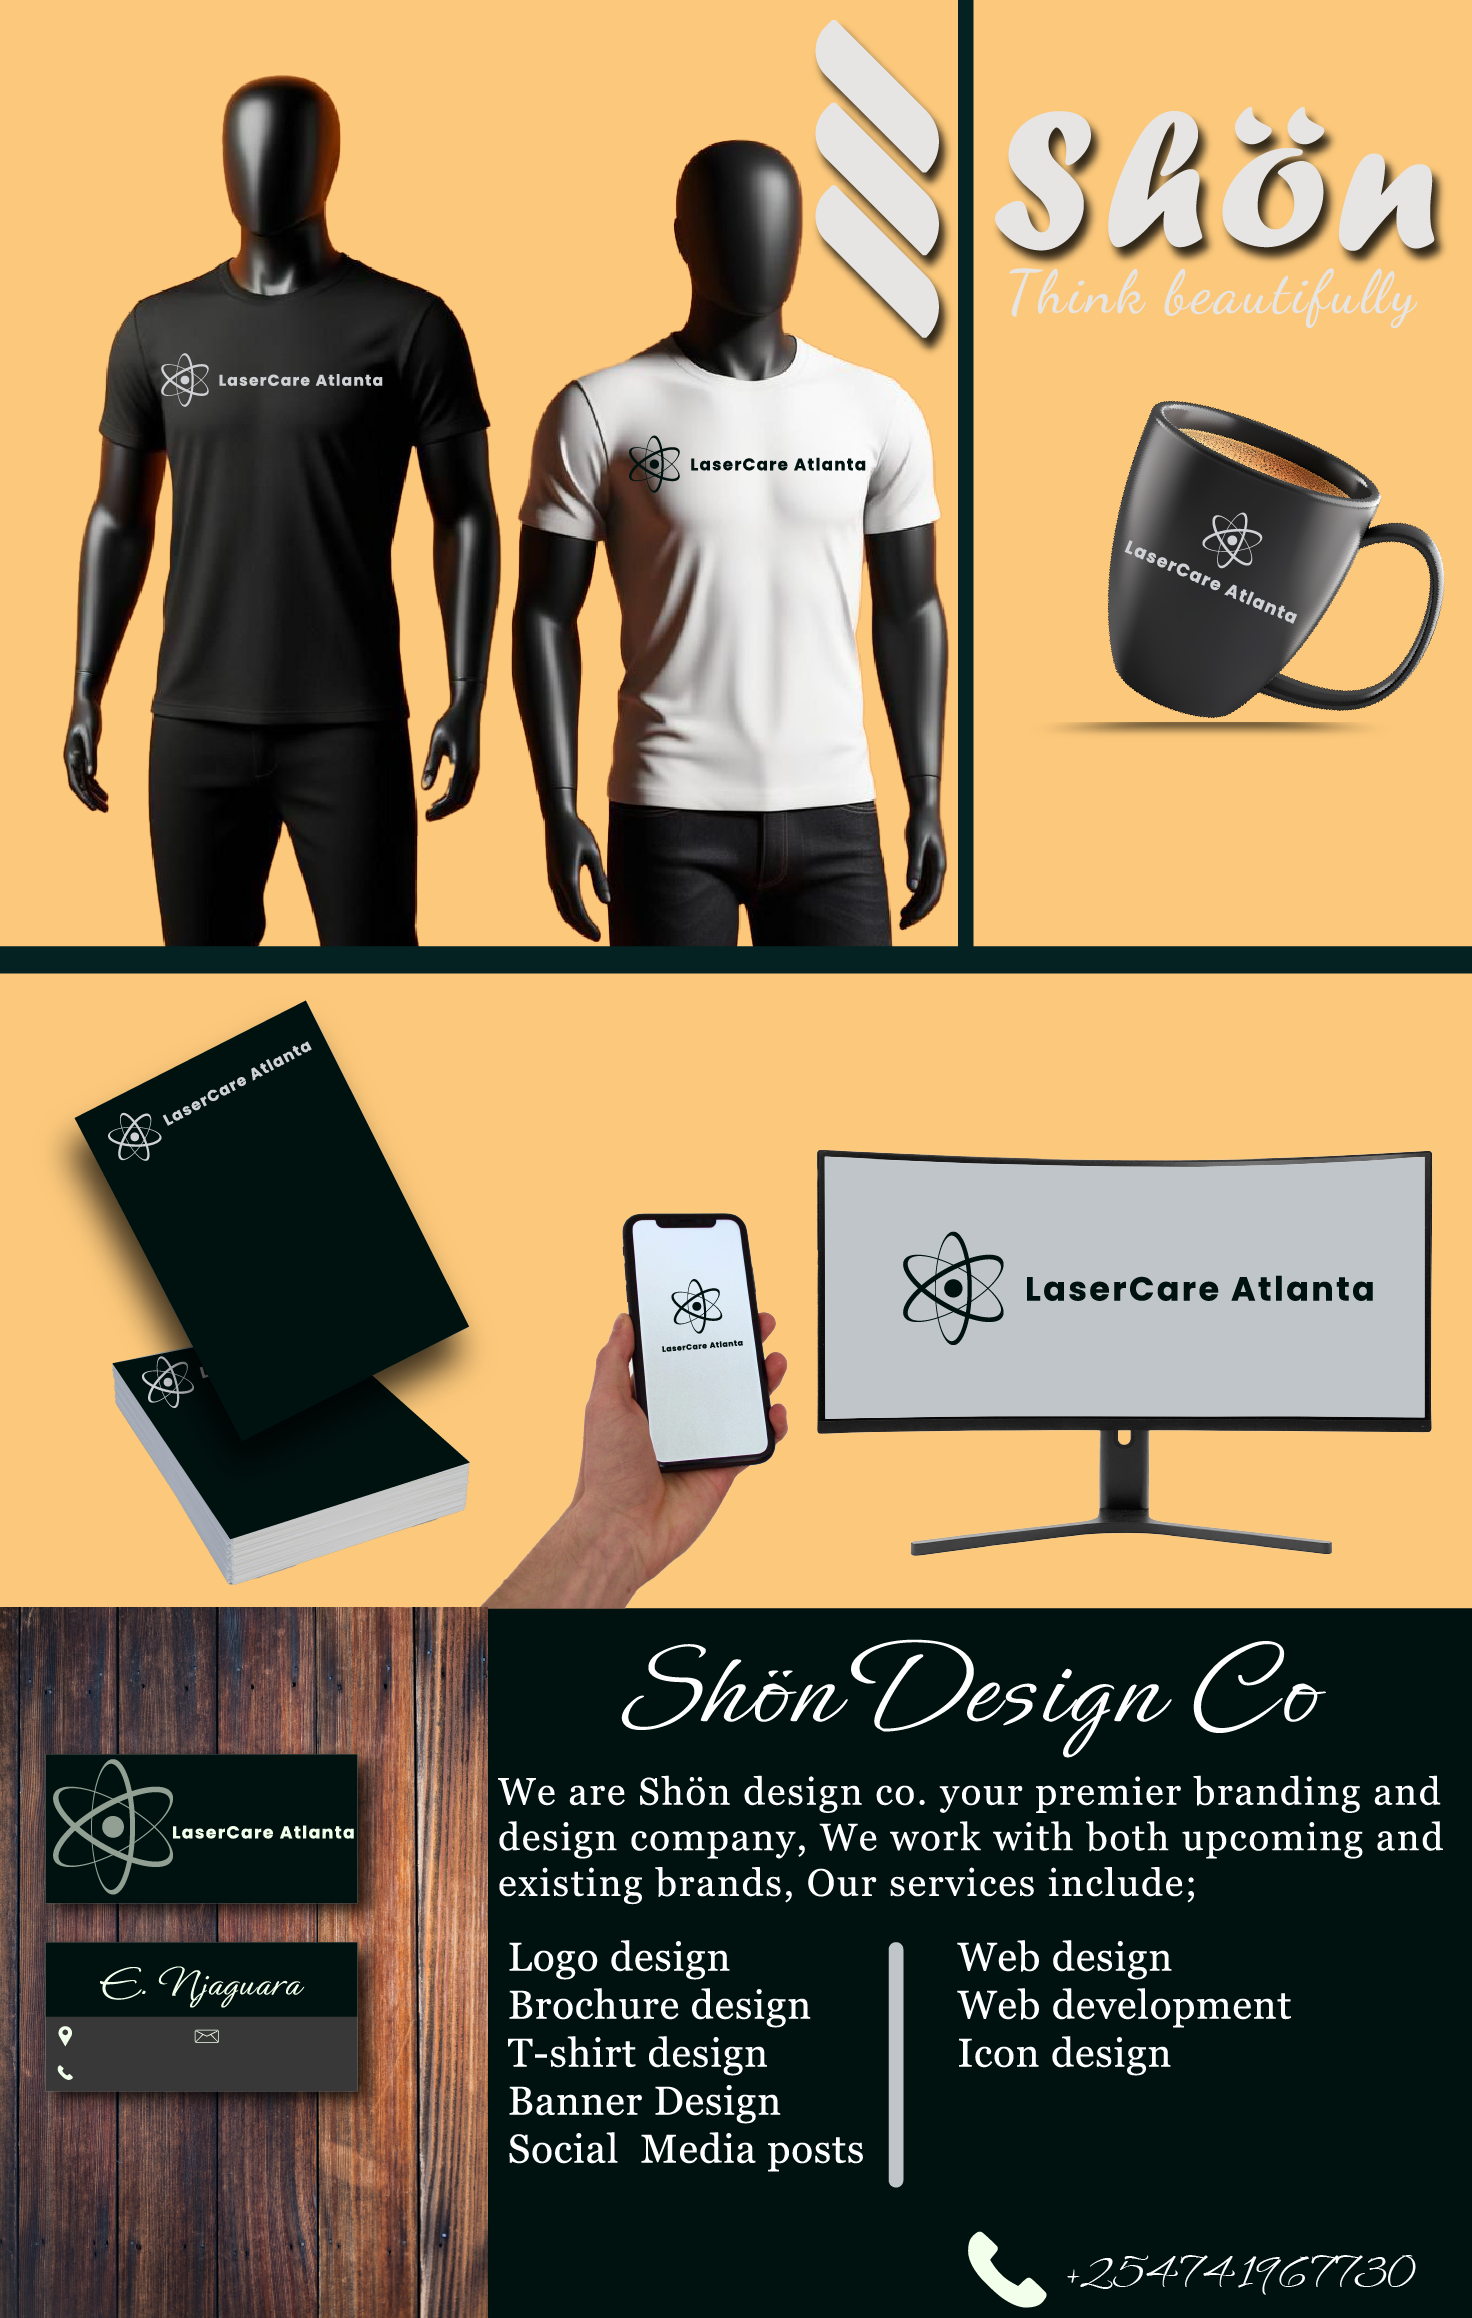 Shön
Think beautifully
LaserCare Atlanta
LaserCare Atlanta
LaserCare Atlanta
LaserCare Atlanta
L
LaserCare Atlanta
LaserCare Atlanta
Shön Design Co
We are Shön design co. your premier branding and
design company, We work with both upcoming and
existing brands, Our services include;
LaserCare Atlanta
E. Njaguara
Logo design
Brochure design
T-shirt design
Banner Design
Social  Media posts
Web design
Web development
Icon design
+254741967730